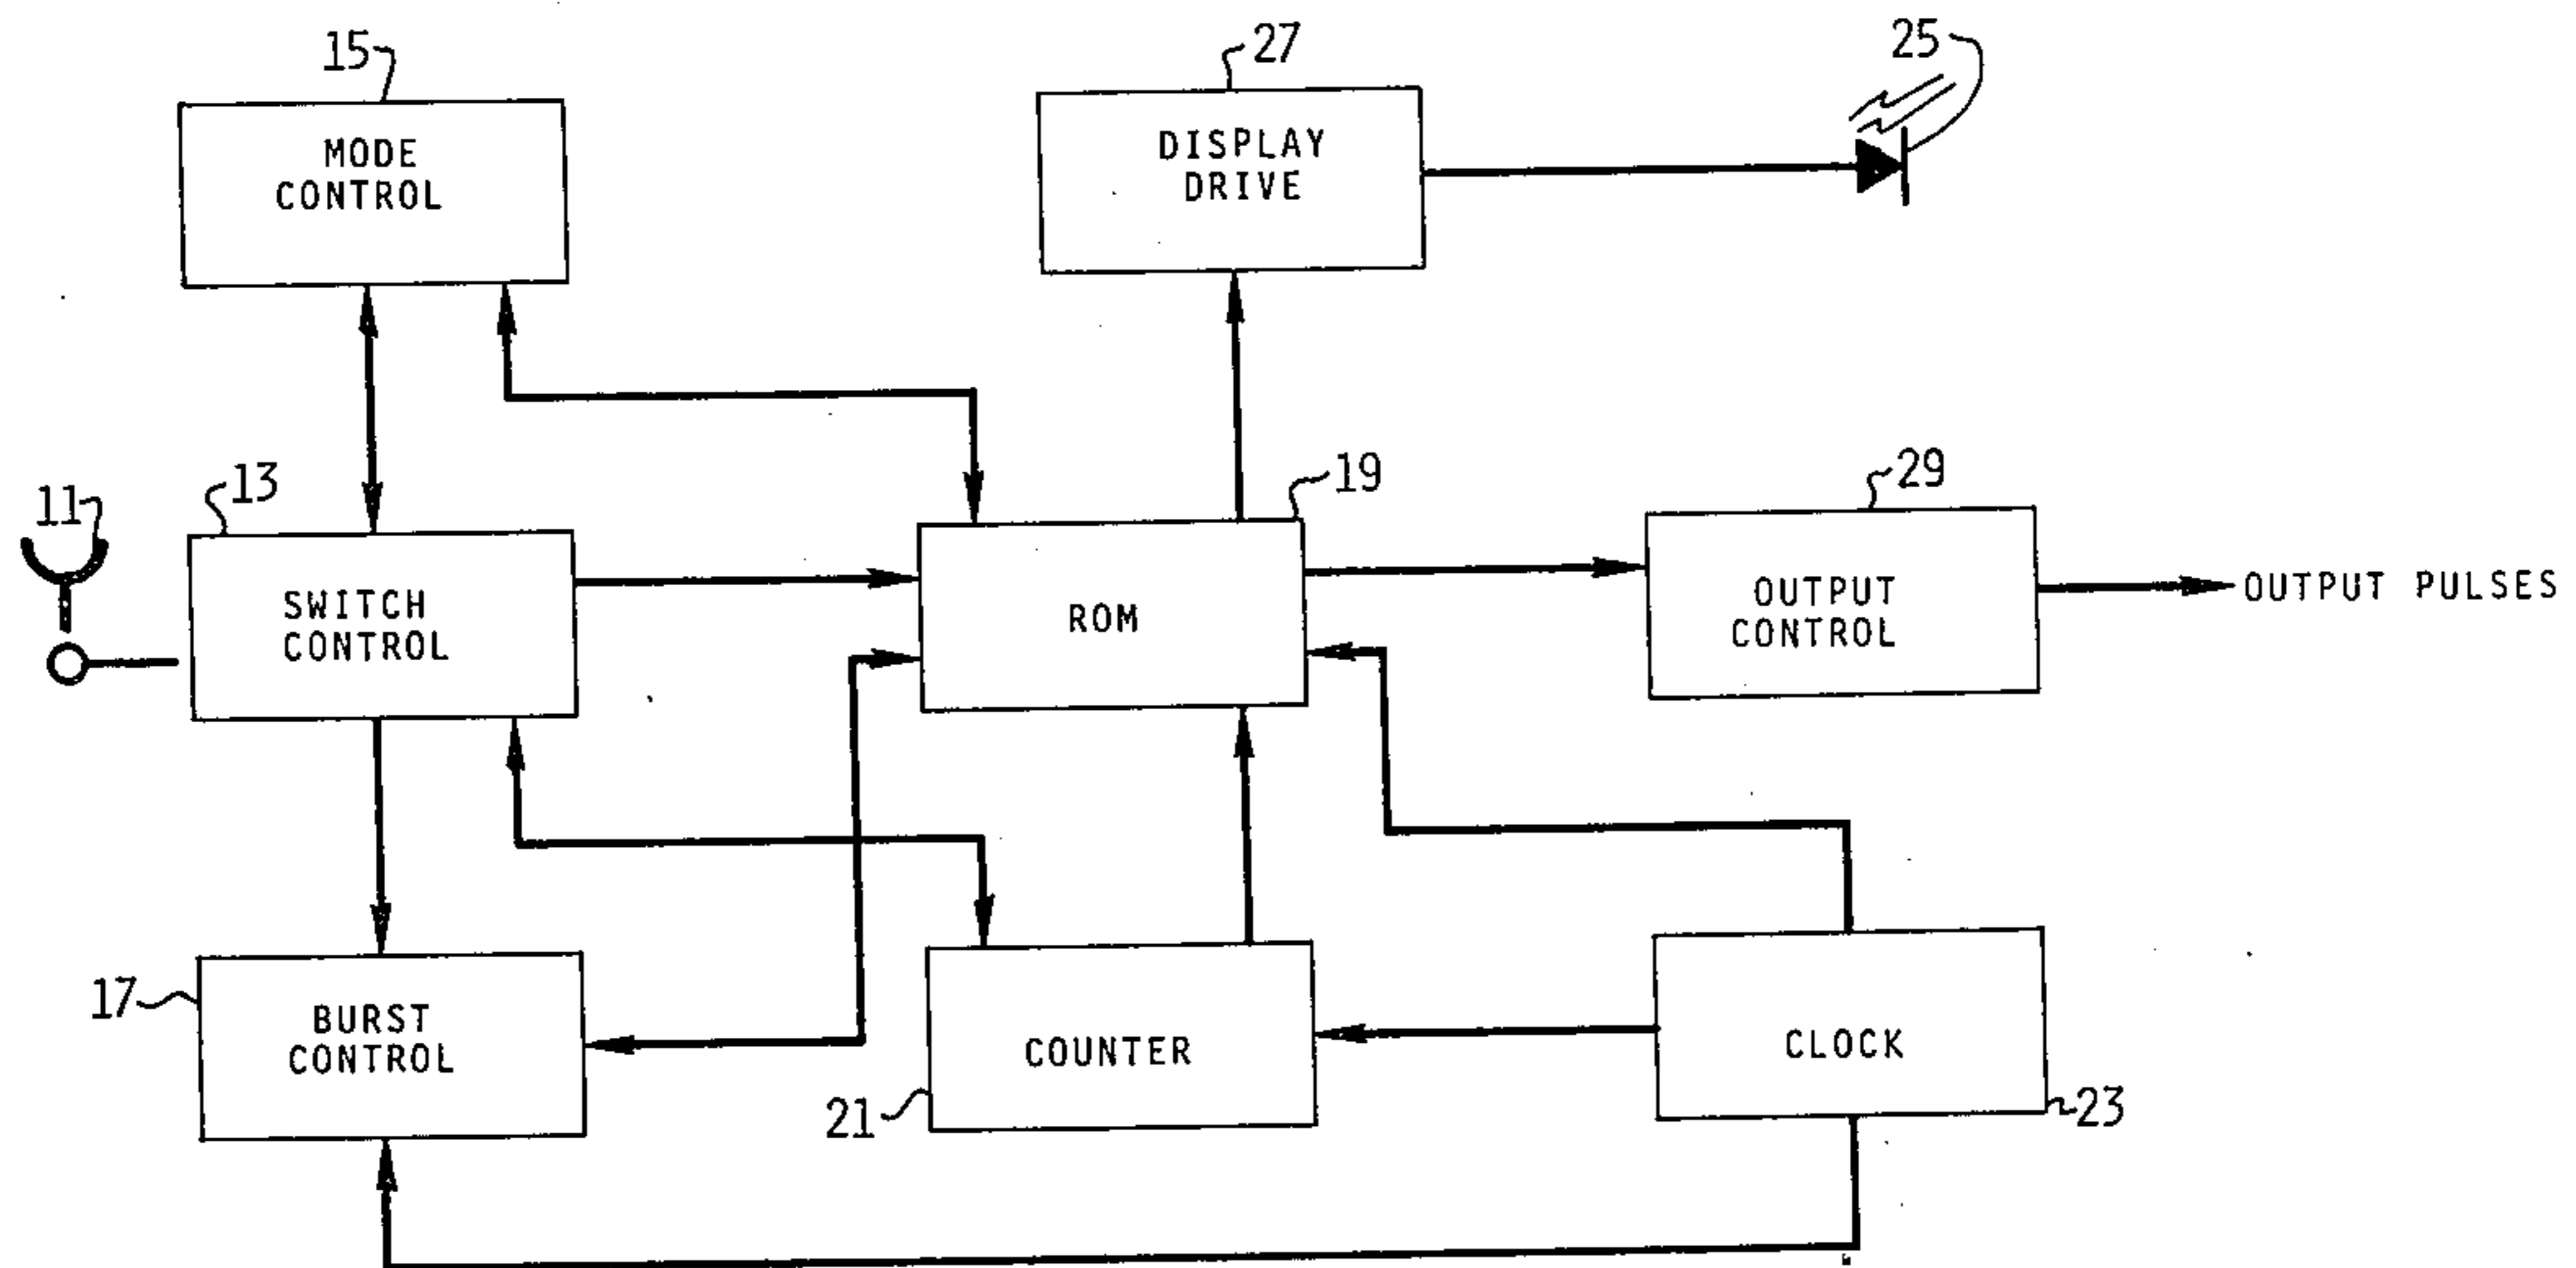 15
27
25
MODE
CONTROL
DISPLAY
DRIVE
11
13
19
29
SWITCH
CONTROL
ROM
OUTPUT
CONTROL
OUTPUT PULSES
17
BURST
CONTROL
21
COUNTER
CLOCK
23